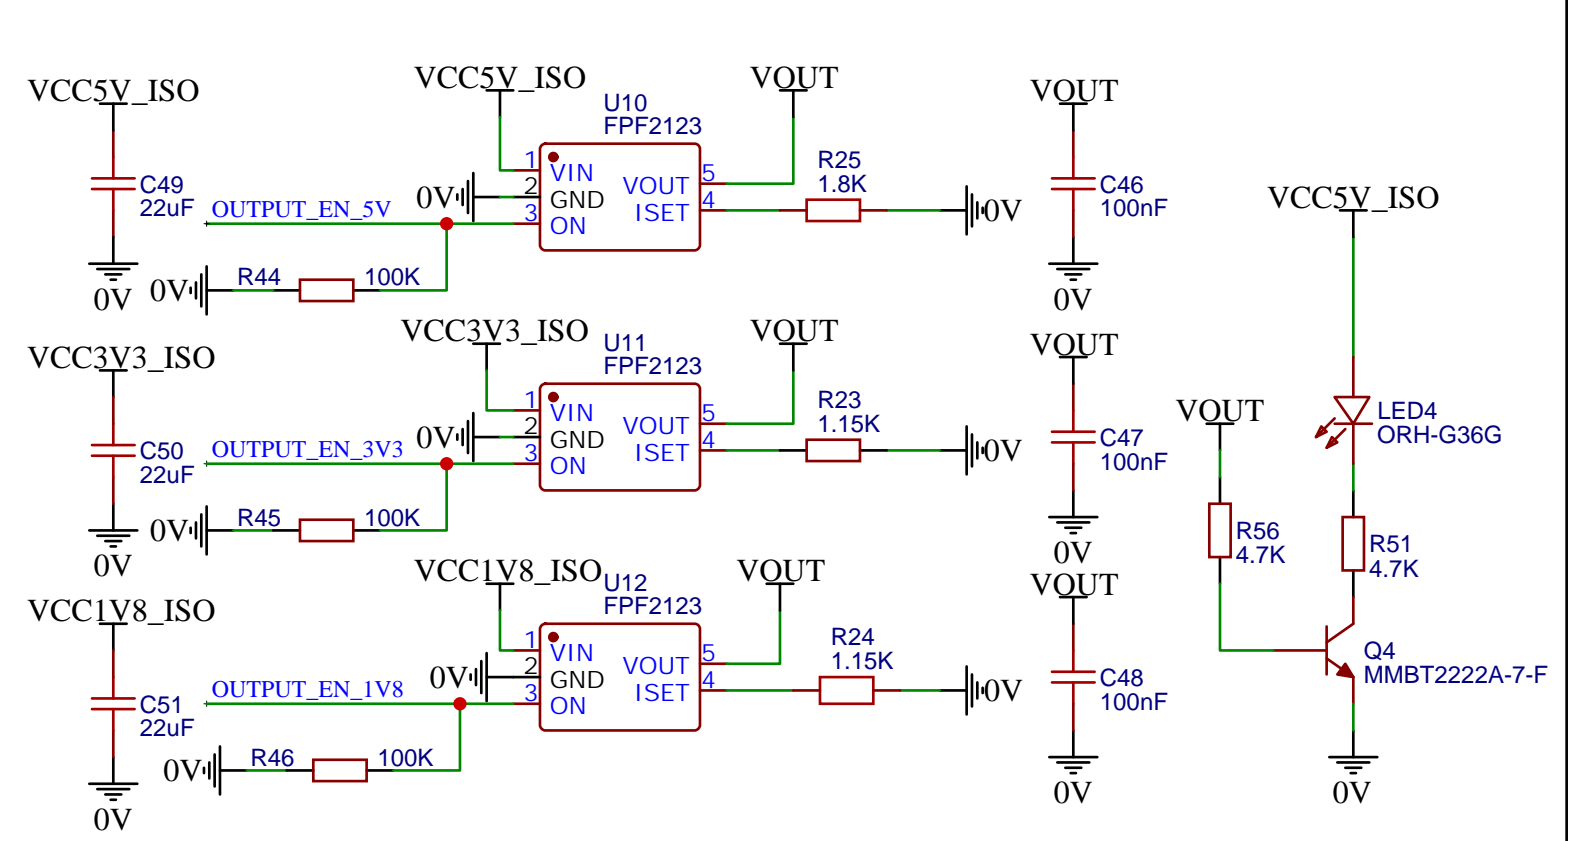 VCC5V_ISO
C49
22uF
0V
OUTPUT_EN_5V
0V
R44
100K
VCC5V_ISO
0V
U10
FPF2123
1
2
3
VIN
GND
ON
VOUT
ISET
5
4
VOUT
R25
1.8K
0V
VOUT
C46
100nF
0V
VCC3V3_ISO
C50
22uF
0V
OUTPUT_EN_3V3
0V
R45
100K
VCC3V3_ISO
0V
U11
FPF2123
1
2
3
VIN
GND
ON
VOUT
ISET
5
4
VOUT
R23
1.15K
0V
VOUT
C47
100nF
0V
VCC1V8_ISO
C51
22uF
0V
OUTPUT_EN_1V8
0V
R46
100K
VCC1V8_ISO
0V
U12
FPF2123
1
2
3
VIN
GND
ON
VOUT
ISET
5
4
VOUT
R24
1.15K
0V
VOUT
C48
100nF
0V
VCC5V_ISO
LED4
ORH-G36G
VOUT
R56
4.7K
R51
4.7K
Q4
MMBT2222A-7-F
0V